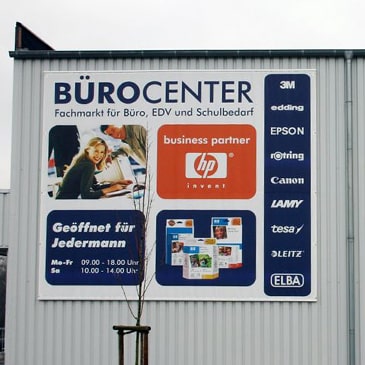 BÜROCENTER
Fachmarkt für Büro, EDV und Schulbedarf
business partner
hp
invent
Geöffnet für
Jedermann
Mo-Fr 09.00 - 18.00 Uhr
Sa 10.00 - 14.00 Uhr
3M
edding
EPSON
rotring
Canon
LAMY
tesa
LEITZ
ELBA